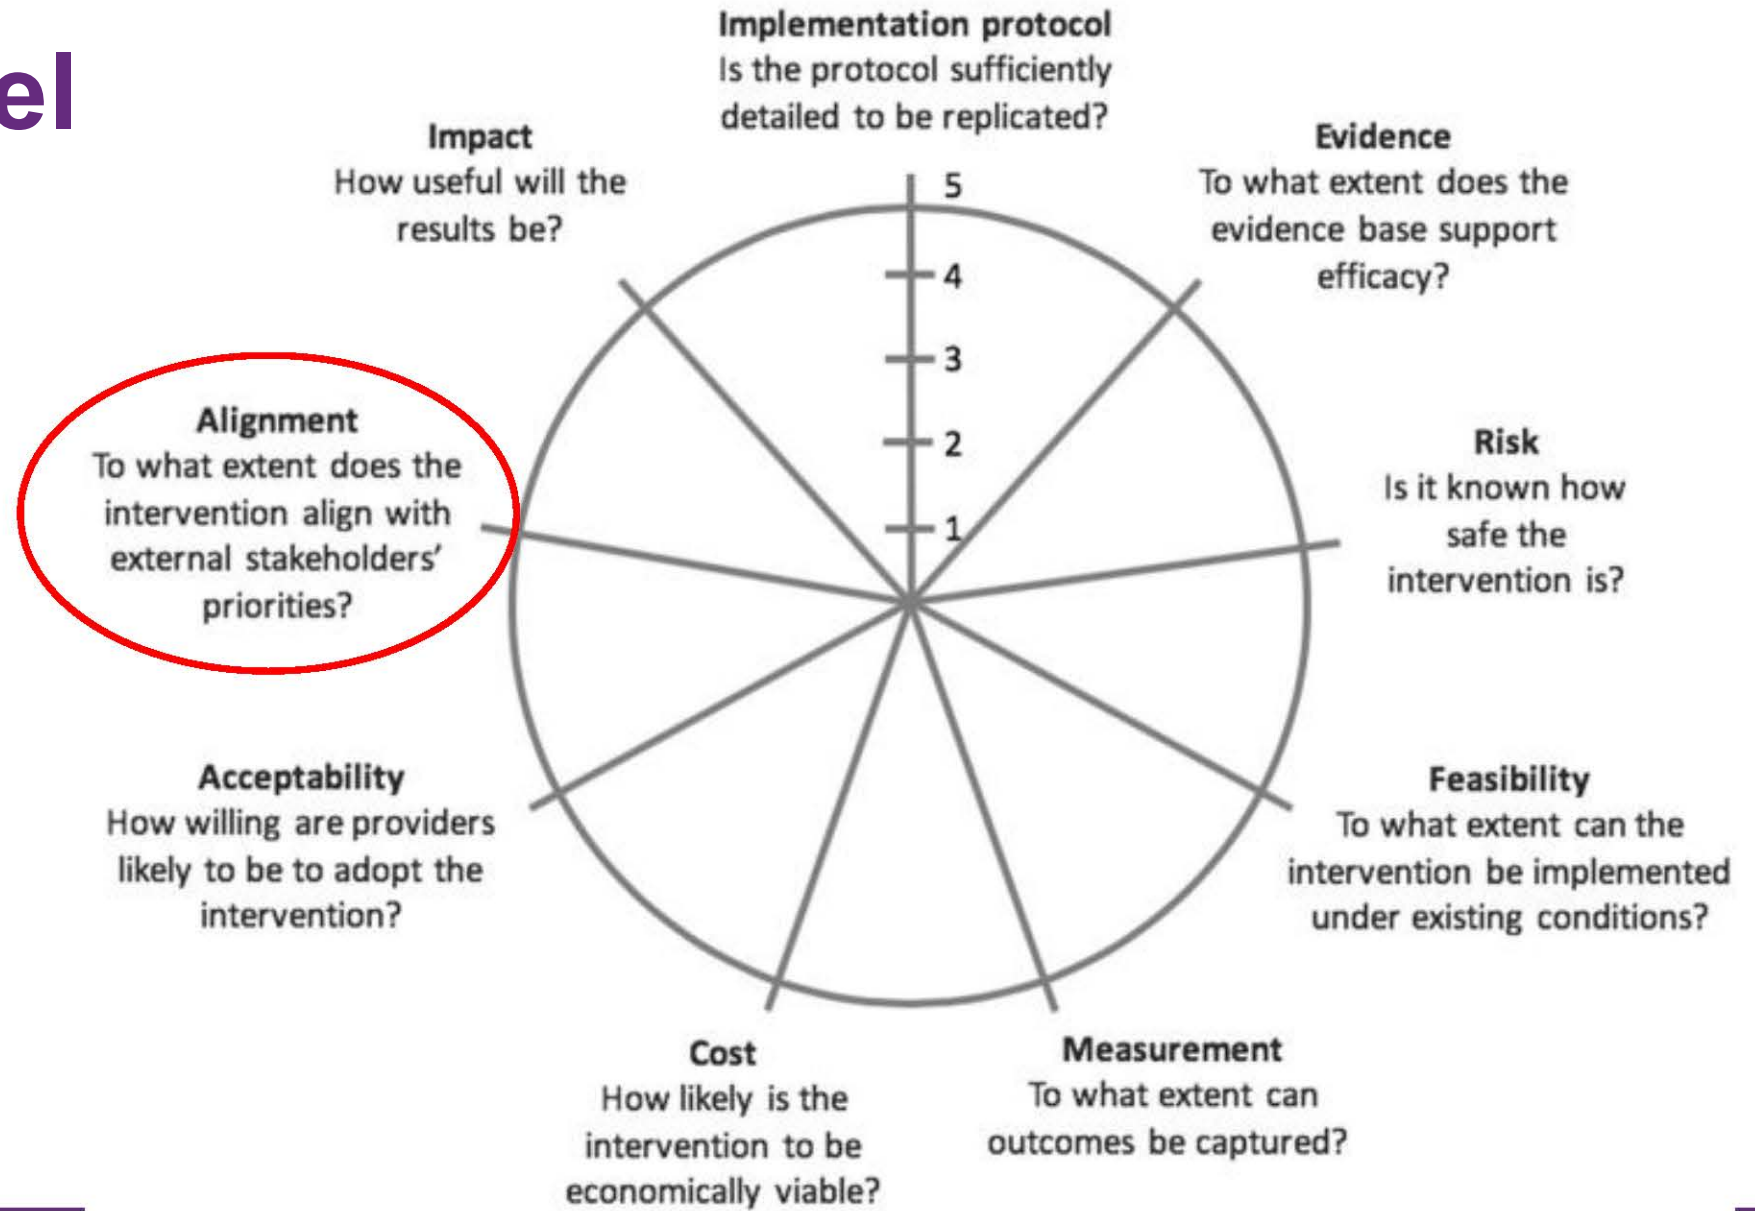 el
Implementation protocol
Is the protocol sufficiently
detailed to be replicated?
Impact
How useful will the
results be?
Evidence
To what extent does the
evidence base support
efficacy?
5
4
3
2
1
Alignment
To what extent does the
intervention align with
external stakeholders’
priorities?
Risk
Is it known how
safe the
intervention is?
Acceptability
How willing are providers
likely to be to adopt the
intervention?
Feasibility
To what extent can the
intervention be implemented
under existing conditions?
Cost
How likely is the
intervention to be
economically viable?
Measurement
To what extent can
outcomes be captured?